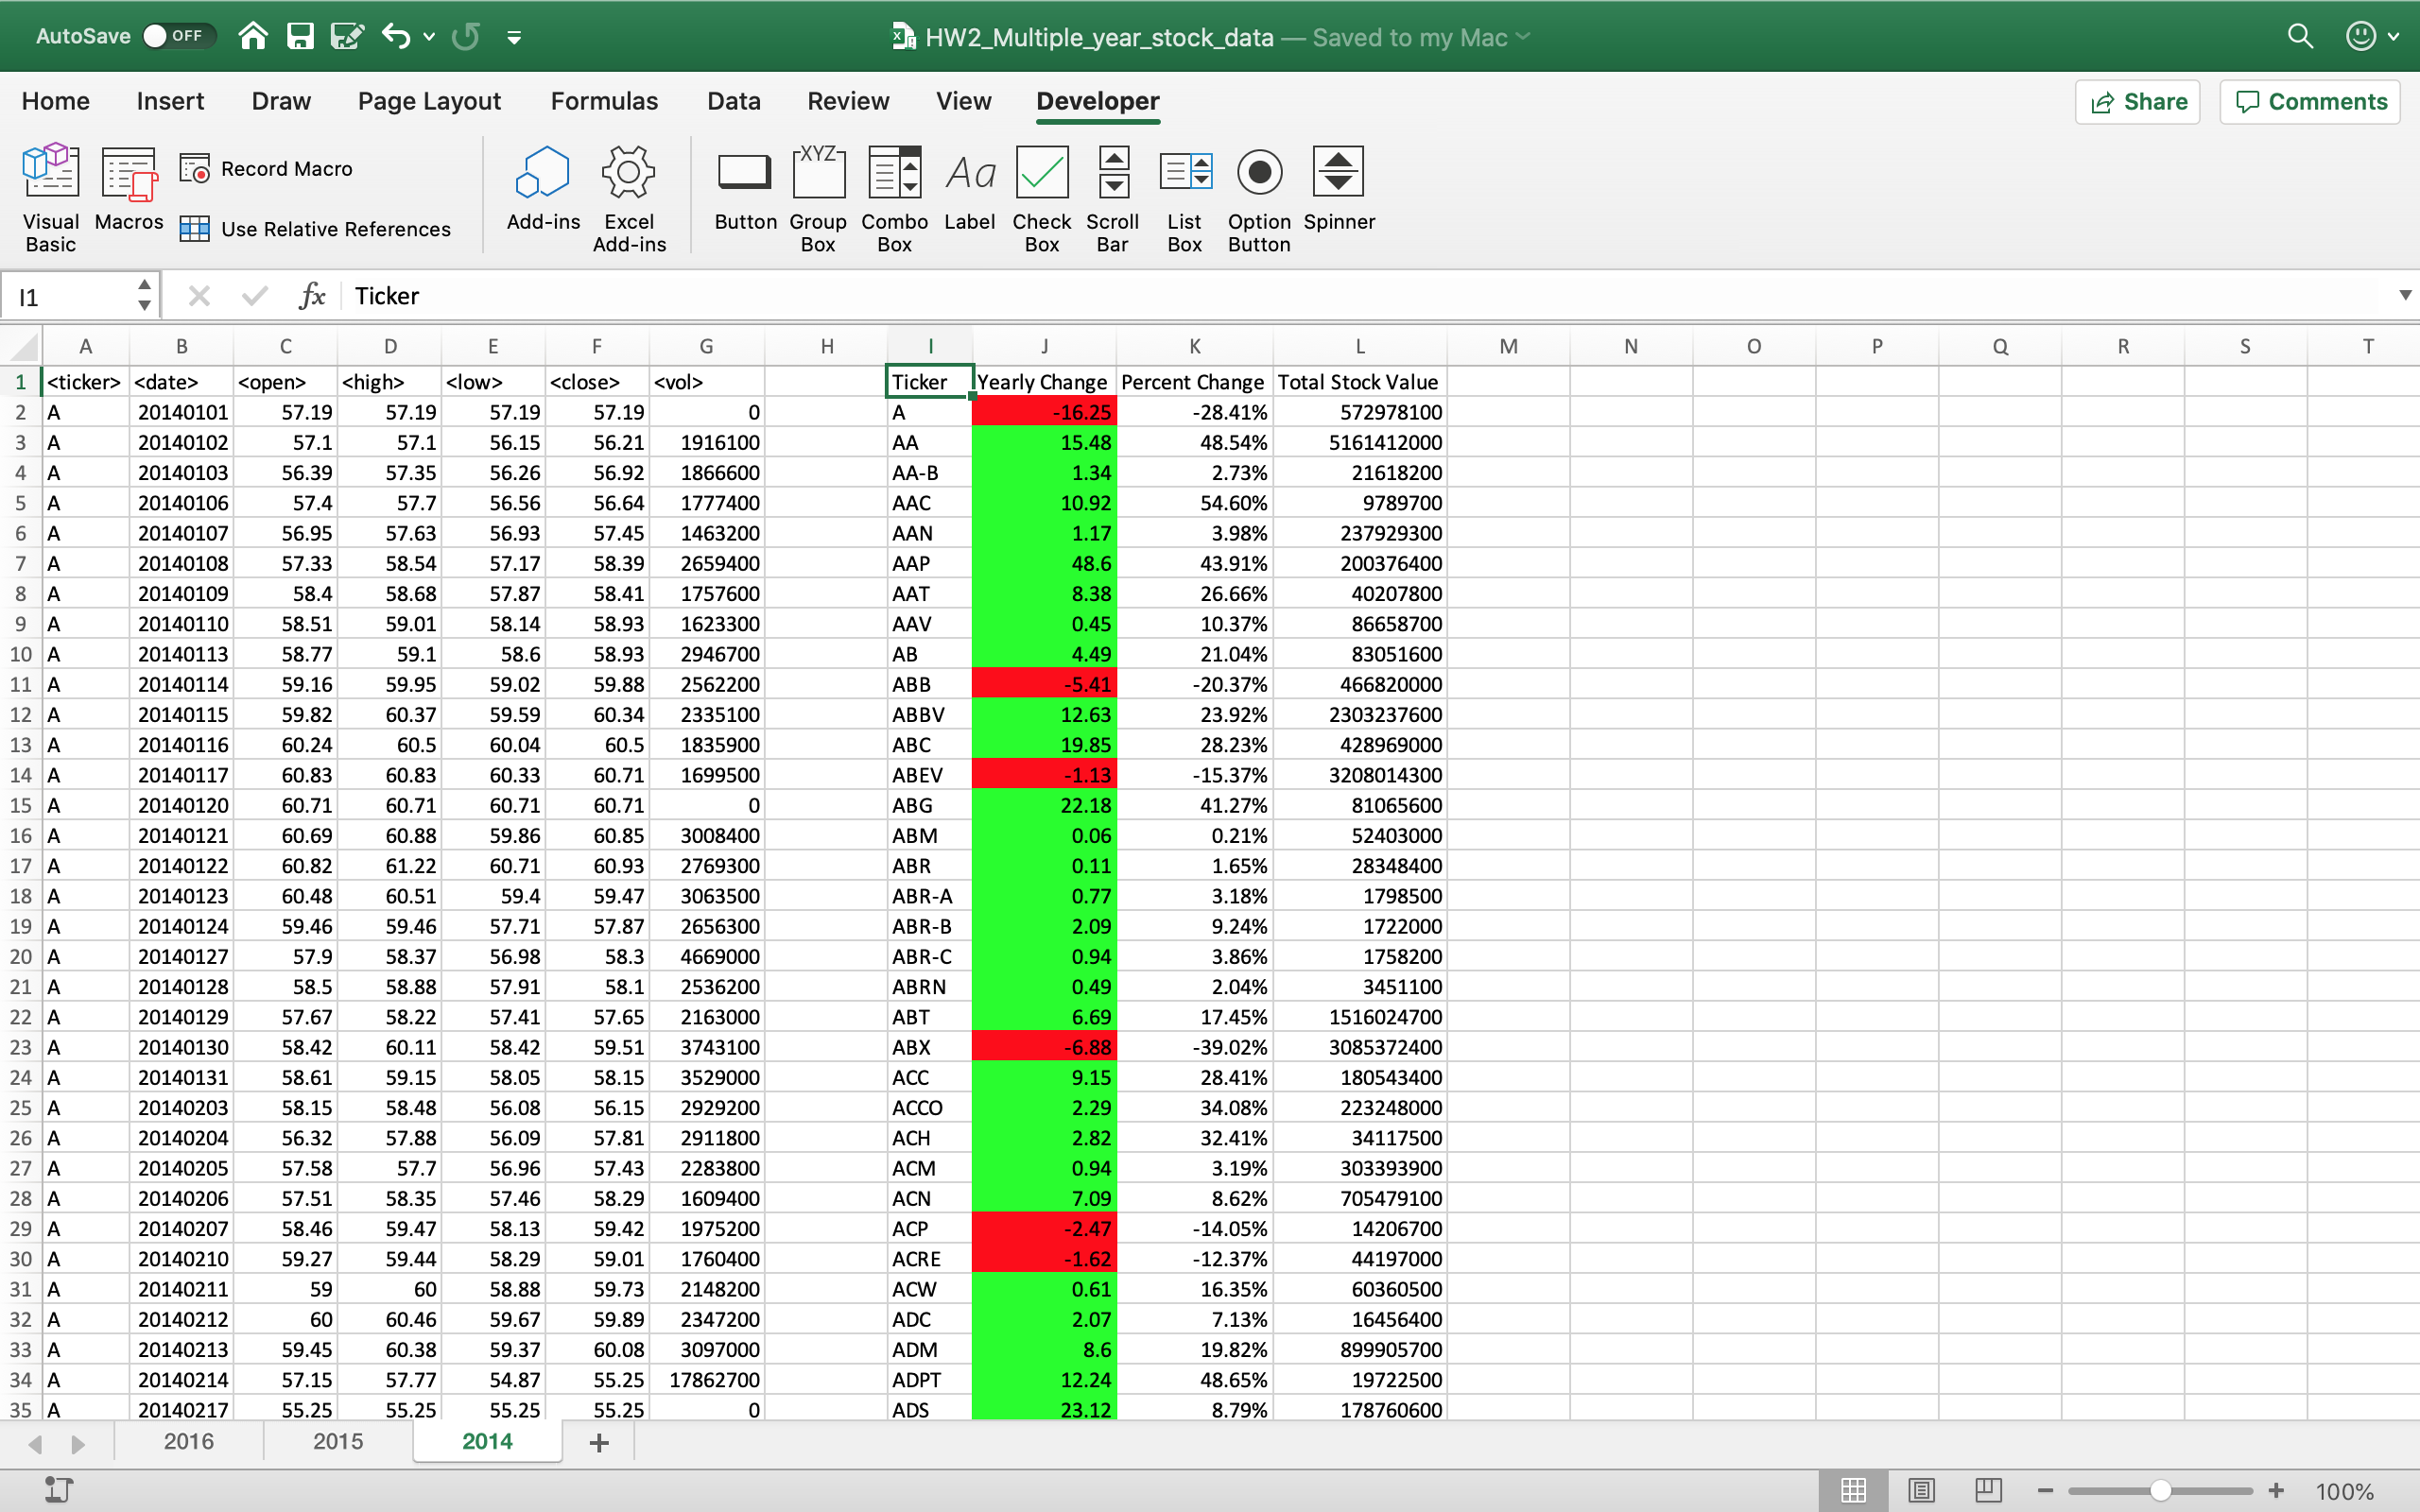 AutoSave OFF HW2_Multiple_year_stock_data — Saved to my Mac
Home Insert Draw Page Layout Formulas Data Review View Developer Share Comments
Visual Basic Macros Record Macro Use Relative References Add-ins Excel Add-ins Button XYZ Group Box Combo Box Aa Label Check Box Scroll Bar List Box Option Button Spinner
I1 fx Ticker
A B C D E F G H I J K L M N O P Q R S T
1 <ticker> <date> <open> <high> <low> <close> <vol> Ticker Yearly Change Percent Change Total Stock Value
2 A 20140101 57.19 57.19 57.19 57.19 0 A -16.25 -28.41% 572978100
3 A 20140102 57.1 57.1 56.15 56.21 1916100 AA 15.48 48.54% 5161412000
4 A 20140103 56.39 57.35 56.26 56.92 1866600 AA-B 1.34 2.73% 21618200
5 A 20140106 57.4 57.7 56.56 56.64 1777400 AAC 10.92 54.60% 9789700
6 A 20140107 56.95 57.63 56.93 57.45 1463200 AAN 1.17 3.98% 237929300
7 A 20140108 57.33 58.54 57.17 58.39 2659400 AAP 48.6 43.91% 200376400
8 A 20140109 58.4 58.68 57.87 58.41 1757600 AAT 8.38 26.66% 40207800
9 A 20140110 58.51 59.01 58.14 58.93 1623300 AAV 0.45 10.37% 86658700
10 A 20140113 58.77 59.1 58.6 58.93 2946700 AB 4.49 21.04% 83051600
11 A 20140114 59.16 59.95 59.02 59.88 2562200 ABB -5.41 -20.37% 466820000
12 A 20140115 59.82 60.37 59.59 60.34 2335100 ABBV 12.63 23.92% 2303237600
13 A 20140116 60.24 60.5 60.04 60.5 1835900 ABC 19.85 28.23% 428969000
14 A 20140117 60.83 60.83 60.33 60.71 1699500 ABEV -1.13 -15.37% 3208014300
15 A 20140120 60.71 60.71 60.71 60.71 0 ABG 22.18 41.27% 81065600
16 A 20140121 60.69 60.88 59.86 60.85 3008400 ABM 0.06 0.21% 52403000
17 A 20140122 60.82 61.22 60.71 60.93 2769300 ABR 0.11 1.65% 28348400
18 A 20140123 60.48 60.51 59.4 59.47 3063500 ABR-A 0.77 3.18% 1798500
19 A 20140124 59.46 59.46 57.71 57.87 2656300 ABR-B 2.09 9.24% 1722000
20 A 20140127 57.9 58.37 56.98 58.3 4669000 ABR-C 0.94 3.86% 1758200
21 A 20140128 58.5 58.88 57.91 58.1 2536200 ABRN 0.49 2.04% 3451100
22 A 20140129 57.67 58.22 57.41 57.65 2163000 ABT 6.69 17.45% 1516024700
23 A 20140130 58.42 60.11 58.42 59.51 3743100 ABX -6.88 -39.02% 3085372400
24 A 20140131 58.61 59.15 58.05 58.15 3529000 ACC 9.15 28.41% 180543400
25 A 20140203 58.15 58.48 56.08 56.15 2929200 ACCO 2.29 34.08% 223248000
26 A 20140204 56.32 57.88 56.09 57.81 2911800 ACH 2.82 32.41% 34117500
27 A 20140205 57.58 57.7 56.96 57.43 2283800 ACM 0.94 3.19% 303393900
28 A 20140206 57.51 58.35 57.46 58.29 1609400 ACN 7.09 8.62% 705479100
29 A 20140207 58.46 59.47 58.13 59.42 1975200 ACP -2.47 -14.05% 14206700
30 A 20140210 59.27 59.44 58.29 59.01 1760400 ACRE -1.62 -12.37% 44197000
31 A 20140211 59 60 58.88 59.73 2148200 ACW 0.61 16.35% 60360500
32 A 20140212 60 60.46 59.67 59.89 2347200 ADC 2.07 7.13% 16456400
33 A 20140213 59.45 60.38 59.37 60.08 3097000 ADM 8.6 19.82% 899905700
34 A 20140214 57.15 57.77 54.87 55.25 17862700 ADPT 12.24 48.65% 19722500
35 A 20140217 55.25 55.25 55.25 55.25 0 ADS 23.12 8.79% 178760600
2016 2015 2014
100%